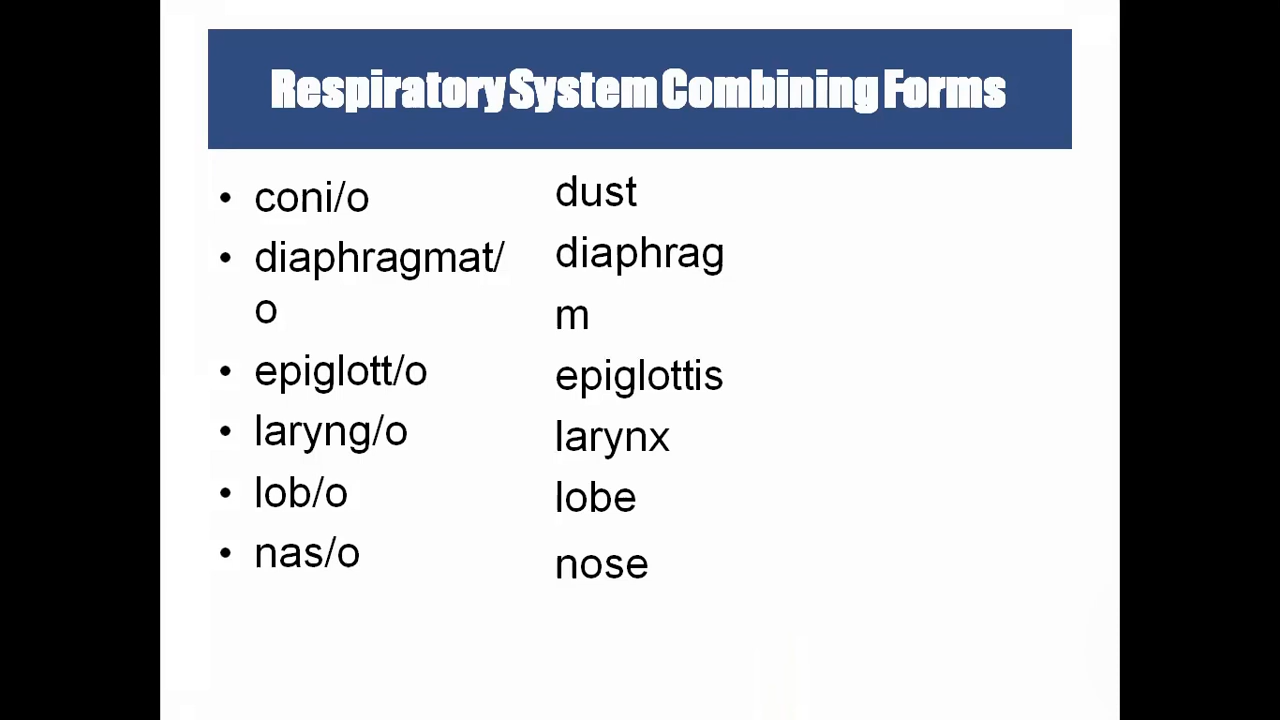 Respiratory System Combining Forms
• coni/o
• diaphragmat/
o
• epiglott/o
• laryng/o
• lob/o
• nas/o
dust
diaphrag
m
epiglottis
larynx
lobe
nose